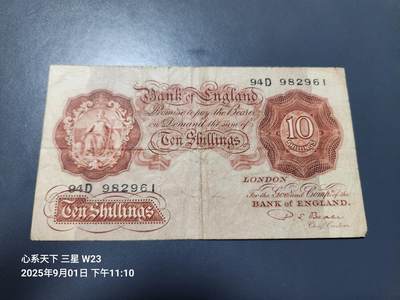 94D 982961
Bank of England
Promise to pay the Bearer
on Demand the sum of
Ten Shillings
10
LONDON
94D 982961
For the Govr. and Compa. of the
BANK OF ENGLAND.
Ten Shillings
Chief Cashier
心系天下 三星 W23
2025年9月01日 下午11:10